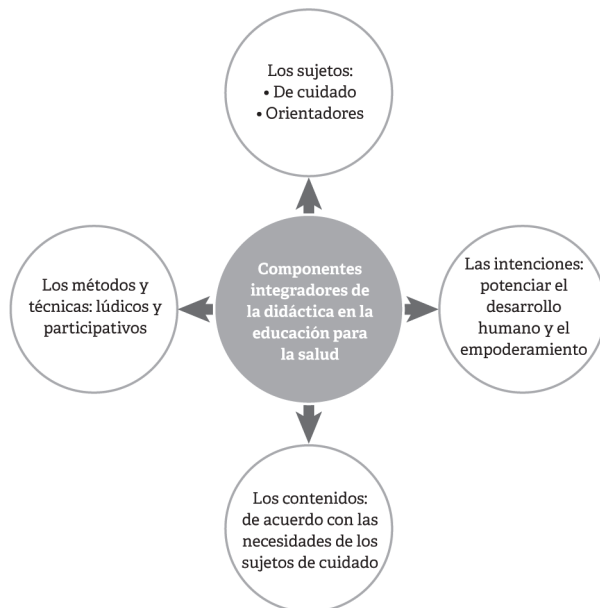 Los sujetos:
• De cuidado
• Orientadores
Componentes
integradores de
la didáctica en la
educación para
la salud
Los métodos y
técnicas: lúdicos y
participativos
Las intenciones:
potenciar el
desarrollo
humano y el
empoderamiento
Los contenidos:
de acuerdo con las
necesidades de los
sujetos de cuidado